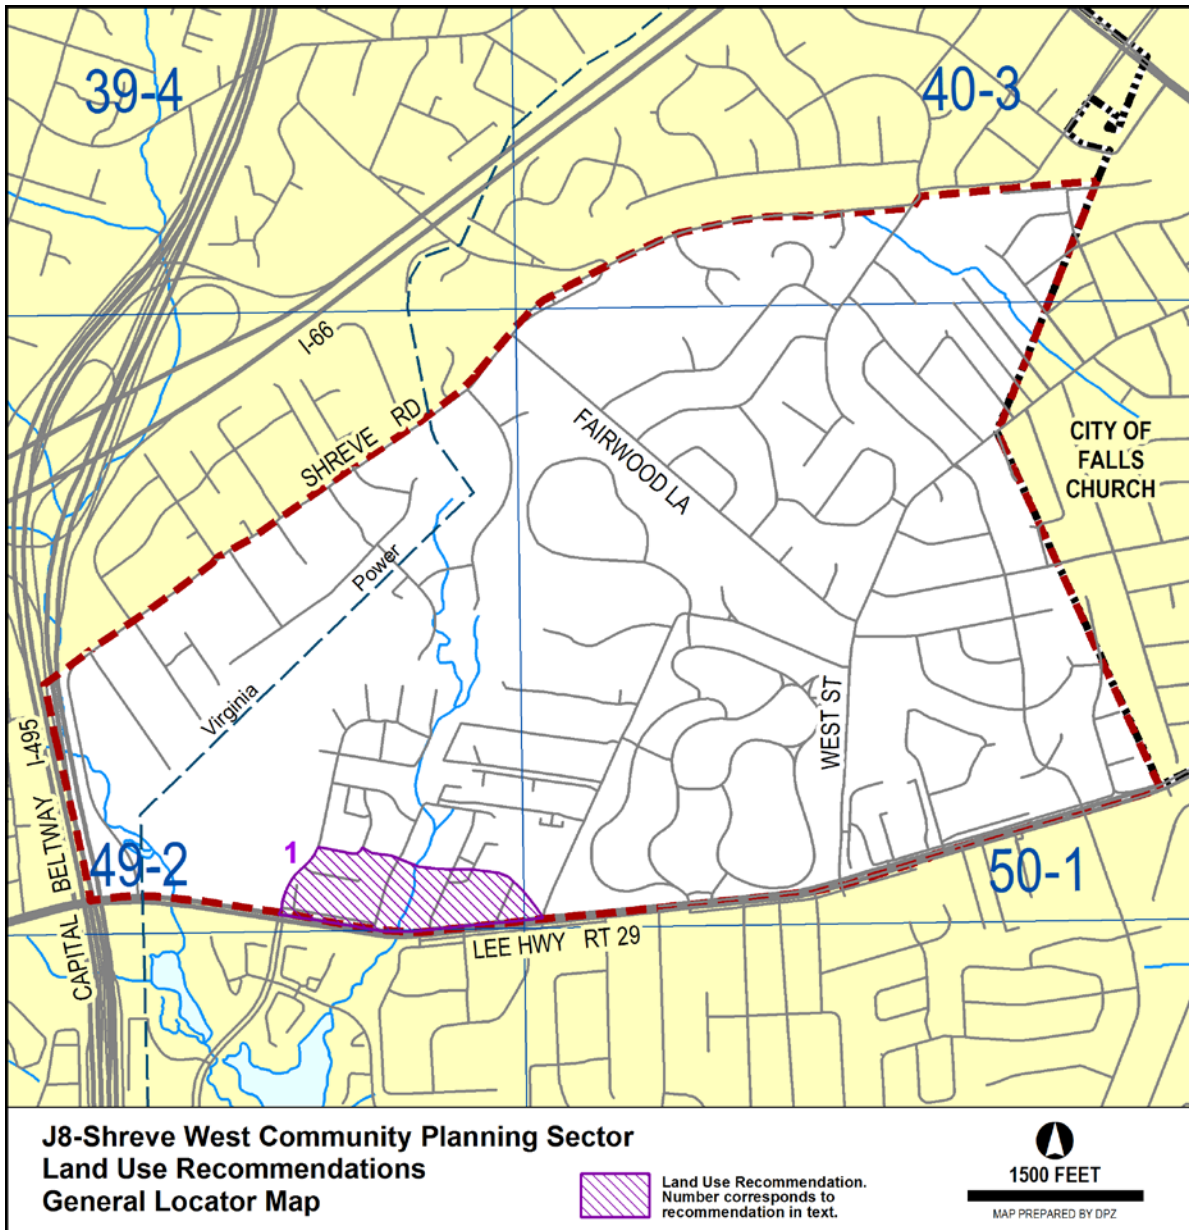 39-4
40-3
I-66
SHREVE RD
FAIRWOOD LA
CITY OF
FALLS
CHURCH
Power
Virginia
WEST ST
I-495
CAPITAL BELTWAY
1
49-2
50-1
LEE HWY RT 29
J8-Shreve West Community Planning Sector
Land Use Recommendations
General Locator Map
Land Use Recommendation.
Number corresponds to
recommendation in text.
1500 FEET
MAP PREPARED BY DPZ